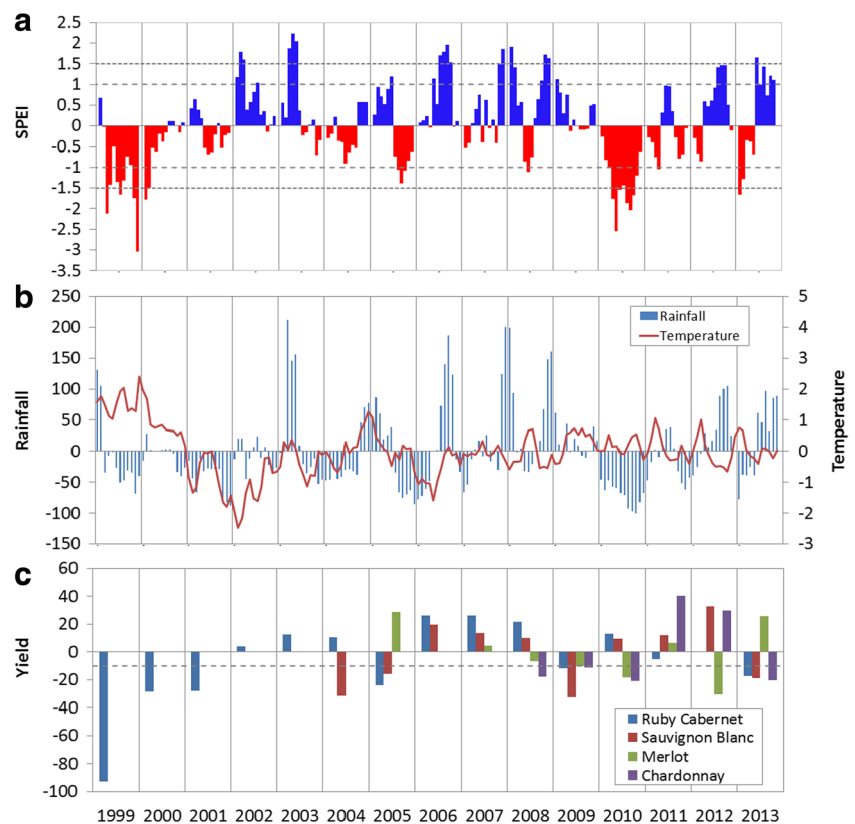 a
2.5
2
1.5
1
0.5
0
-0.5
-1
-1.5
-2
-2.5
-3
-3.5
SPEI
b
250
200
150
100
50
0
-50
-100
-150
Rainfall
Rainfall
Temperature
5
4
3
2
1
0
-1
-2
-3
Temperature
c
60
40
20
0
-20
-40
-60
-80
-100
Yield
Ruby Cabernet
Sauvignon Blanc
Merlot
Chardonnay
1999 2000 2001 2002 2003 2004 2005 2006 2007 2008 2009 2010 2011 2012 2013